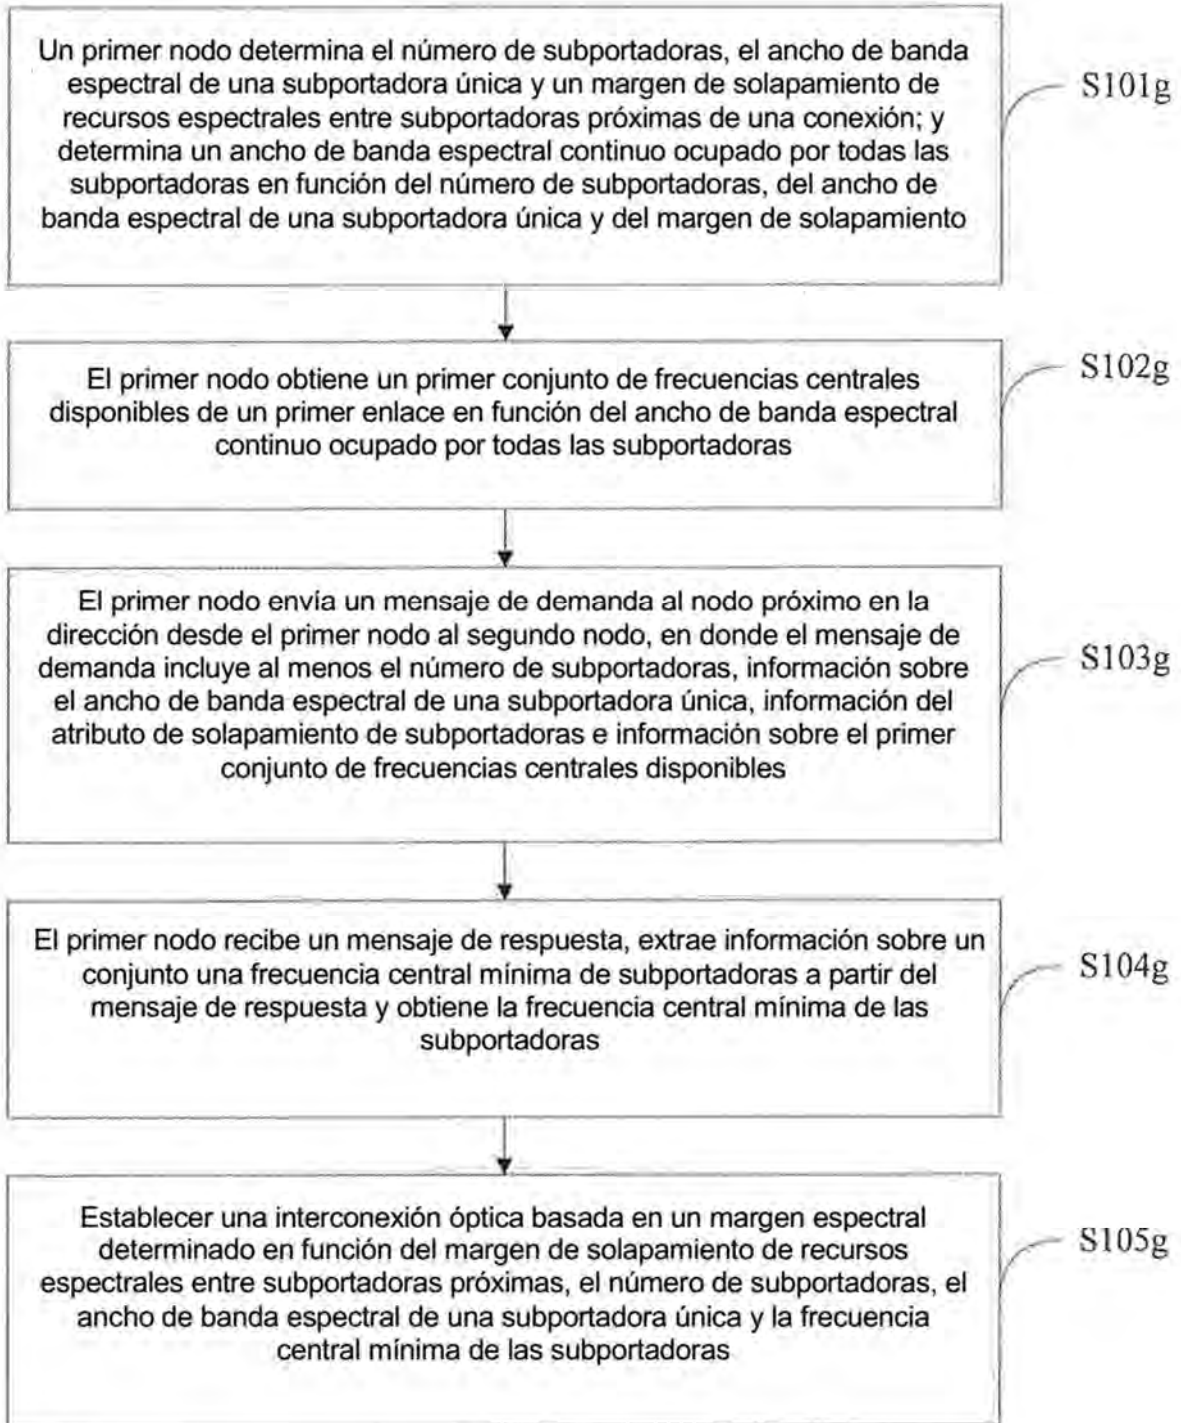 Un primer nodo determina el número de subportadoras, el ancho de banda
espectral de una subportadora única y un margen de solapamiento de
recursos espectrales entre subportadoras próximas de una conexión; y
determina un ancho de banda espectral continuo ocupado por todas las
subportadoras en función del número de subportadoras, del ancho de
banda espectral de una subportadora única y del margen de solapamiento
S101g
El primer nodo obtiene un primer conjunto de frecuencias centrales
disponibles de un primer enlace en función del ancho de banda espectral
continuo ocupado por todas las subportadoras
S102g
El primer nodo envía un mensaje de demanda al nodo próximo en la
dirección desde el primer nodo al segundo nodo, en donde el mensaje de
demanda incluye al menos el número de subportadoras, información sobre
el ancho de banda espectral de una subportadora única, información del
atributo de solapamiento de subportadoras e información sobre el primer
conjunto de frecuencias centrales disponibles
S103g
El primer nodo recibe un mensaje de respuesta, extrae información sobre un
conjunto una frecuencia central mínima de subportadoras a partir del
mensaje de respuesta y obtiene la frecuencia central mínima de las
subportadoras
S104g
Establecer una interconexión óptica basada en un margen espectral
determinado en función del margen de solapamiento de recursos
espectrales entre subportadoras próximas, el número de subportadoras, el
ancho de banda espectral de una subportadora única y la frecuencia
central mínima de las subportadoras
S105g